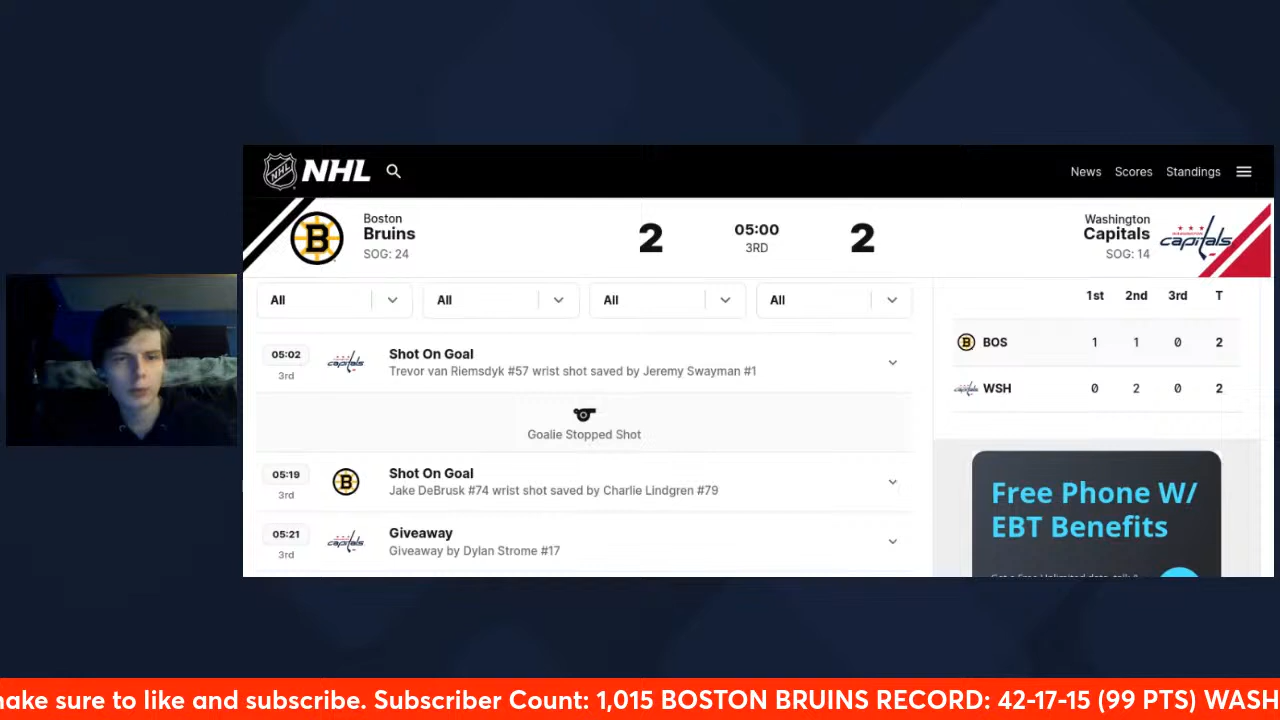 NHL
News Scores Standings
Boston
Bruins
SOG: 24
2
05:00
3RD
2
Washington
Capitals
SOG: 14
capitals
All All All All
1st 2nd 3rd T
BOS 1 1 0 2
WSH 0 2 0 2
05:02
3rd
capitals
Shot On Goal
Trevor van Riemsdyk #57 wrist shot saved by Jeremy Swayman #1
Goalie Stopped Shot
05:19
3rd
B
Shot On Goal
Jake DeBrusk #74 wrist shot saved by Charlie Lindgren #79
05:21
3rd
capitals
Giveaway
Giveaway by Dylan Strome #17
Free Phone W/
EBT Benefits
make sure to like and subscribe. Subscriber Count: 1,015 BOSTON BRUINS RECORD: 42-17-15 (99 PTS) WASH